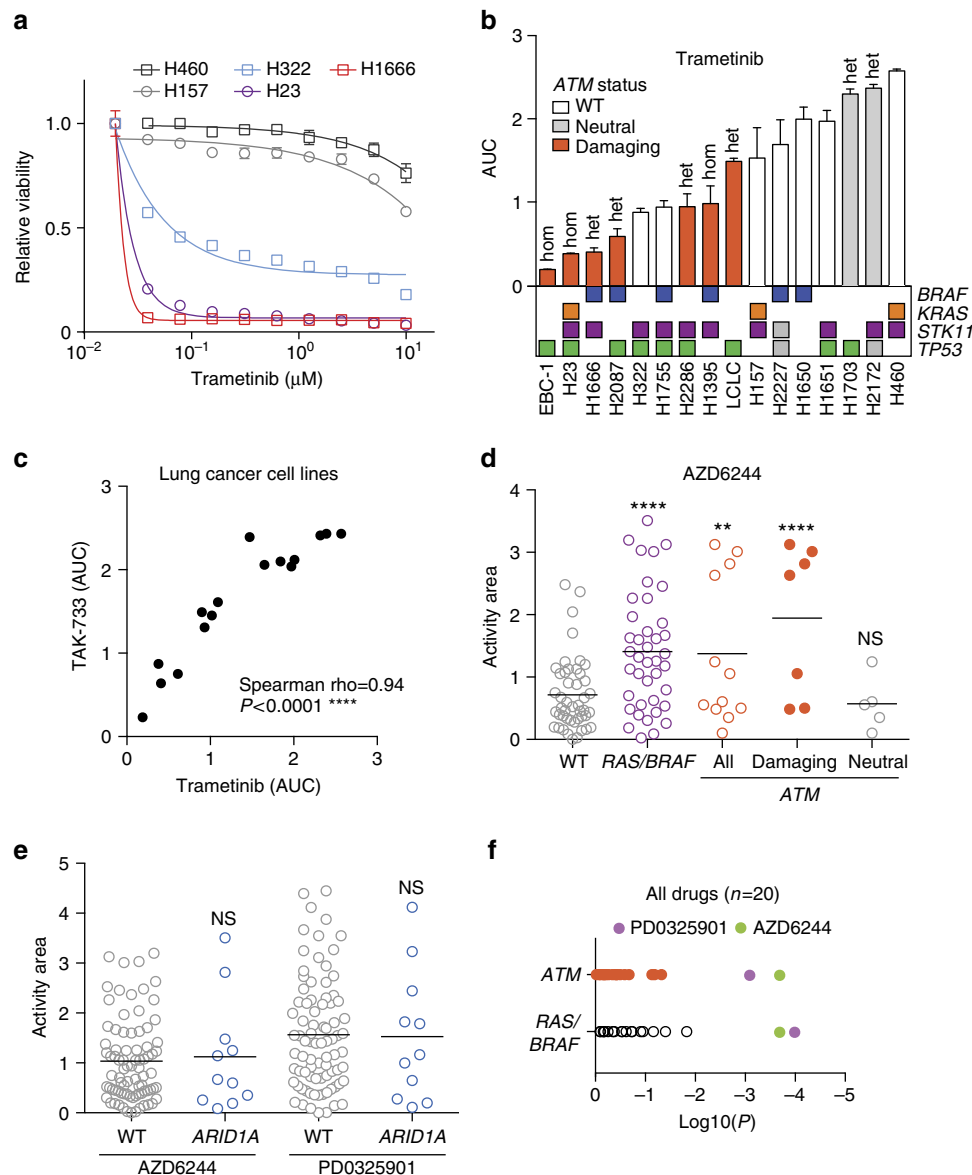 a
H460
H322
H1666
H157
H23
1.0
0.5
0
Relative viability
10⁻² 10⁻¹ 10⁰ 10¹
Trametinib (μM)
b
Trametinib
ATM status
WT
Neutral
Damaging
3
2
1
0
AUC
hom hom het het het hom het het het
BRAF
KRAS
STK11
TP53
EBC-1 H23 H1666 H2087 H322 H1755 H2286 H1395 LCLC H157 H2227 H1650 H1651 H1703 H2172 H460
c
Lung cancer cell lines
3
2
1
0
TAK-733 (AUC)
Spearman rho=0.94
P<0.0001 ****
0 1 2 3
Trametinib (AUC)
d
AZD6244
4
3
2
1
0
Activity area
**** ** **** NS
WT RAS/BRAF All Damaging Neutral
ATM
e
5
4
3
2
1
0
Activity area
NS NS
WT ARID1A WT ARID1A
AZD6244 PD0325901
f
All drugs (n=20)
PD0325901 AZD6244
ATM
RAS/
BRAF
0 −1 −2 −3 −4 −5
Log10(P)